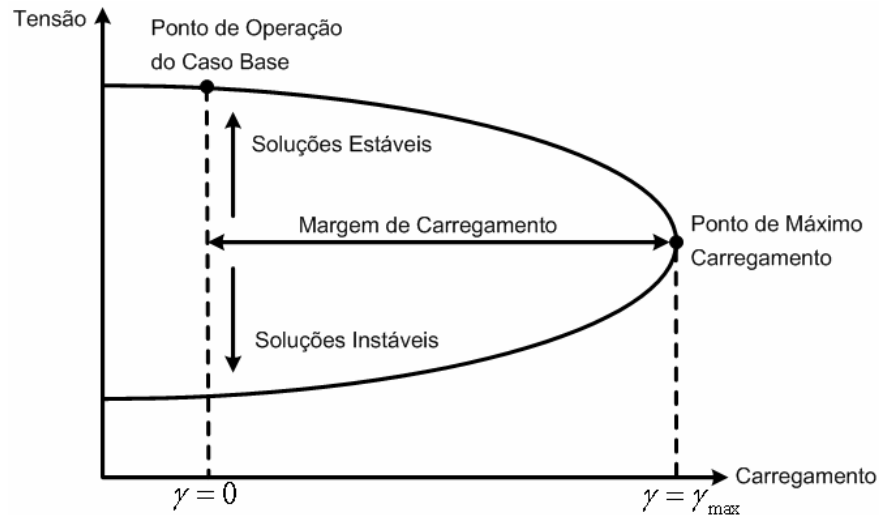 Tensão
Ponto de Operação
do Caso Base
Soluções Estáveis
Margem de Carregamento
Ponto de Máximo
Carregamento
Soluções Instáveis
Carregamento
γ = 0
γ = γmax